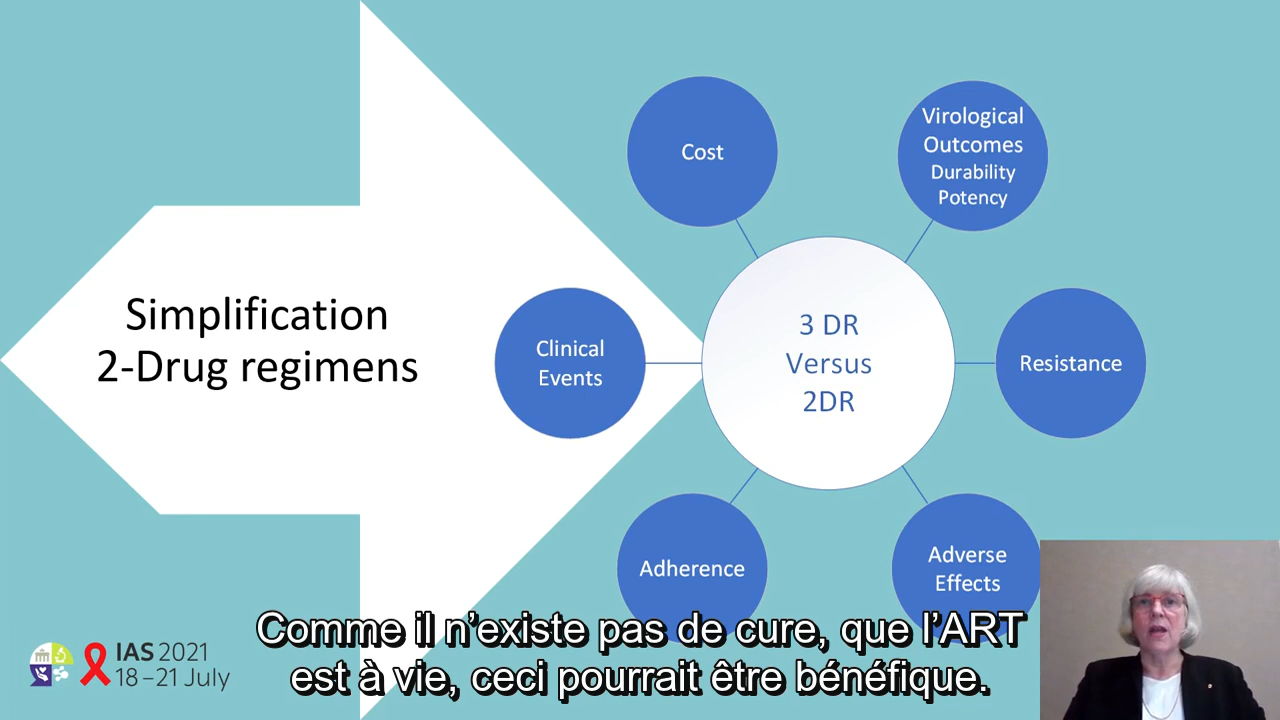 Simplification
2-Drug regimens
Cost
Virological
Outcomes
Durability
Potency
Clinical
Events
3 DR
Versus
2DR
Resistance
Adherence
Adverse
Effects
Comme il n’existe pas de cure, que l’ART
est à vie, ceci pourrait être bénéfique.
IAS 2021
18–21 July